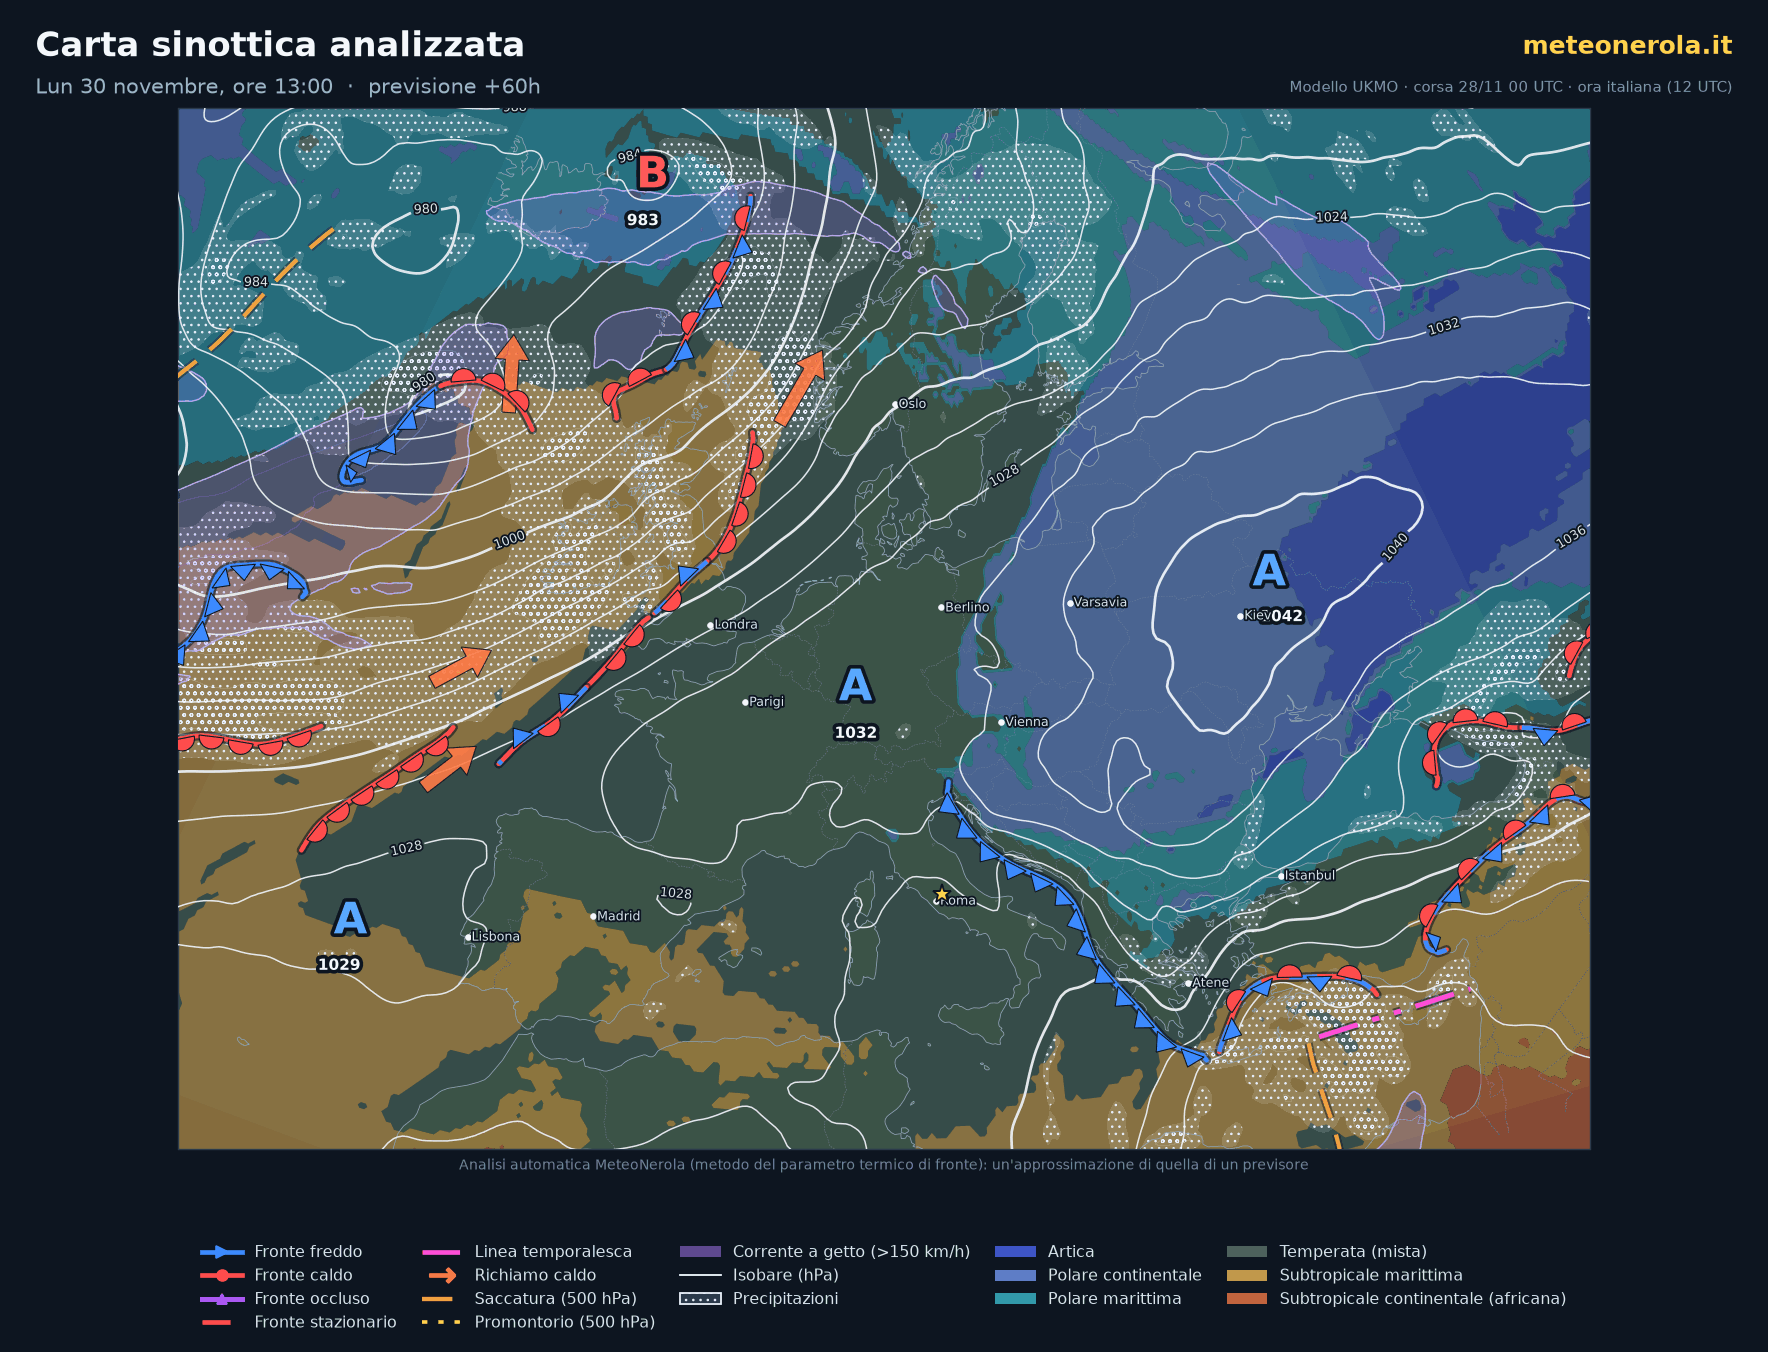 Carta sinottica analizzata
meteonerola.it
Lun 30 novembre, ore 13:00 · previsione +60h
Modello UKMO · corsa 28/11 00 UTC · ora italiana (12 UTC)
984
B
983
980
984
1024
1032
980
Oslo
1028
1000
1040
1036
A
Berlino
Varsavia
Kiev
Londra
A
Parigi
1032
Vienna
1028
1028
Istanbul
Roma
A
Madrid
Lisbona
1029
Atene
Analisi automatica MeteoNerola (metodo del parametro termico di fronte): un'approssimazione di quella di un previsore
Fronte freddo
Fronte caldo
Fronte occluso
Fronte stazionario
Linea temporalesca
Richiamo caldo
Saccatura (500 hPa)
Promontorio (500 hPa)
Corrente a getto (>150 km/h)
Isobare (hPa)
Precipitazioni
Artica
Polare continentale
Polare marittima
Temperata (mista)
Subtropicale marittima
Subtropicale continentale (africana)